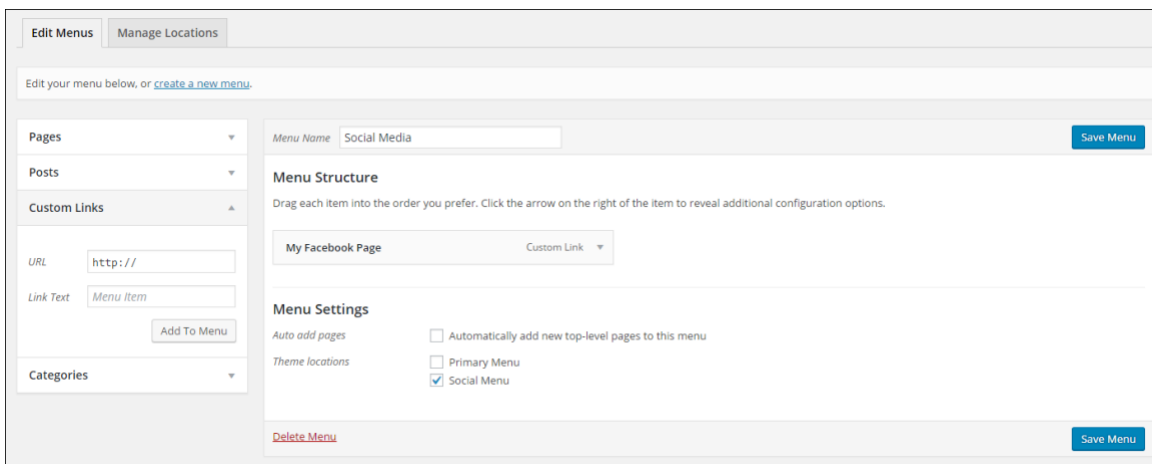 Edit Menus
Manage Locations
Edit your menu below, or create a new menu.
Pages
Posts
Custom Links
URL http://
Link Text Menu Item
Add To Menu
Categories
Menu Name Social Media
Save Menu
Menu Structure
Drag each item into the order you prefer. Click the arrow on the right of the item to reveal additional configuration options.
My Facebook Page Custom Link
Menu Settings
Auto add pages Automatically add new top-level pages to this menu
Theme locations Primary Menu
Social Menu
Delete Menu
Save Menu